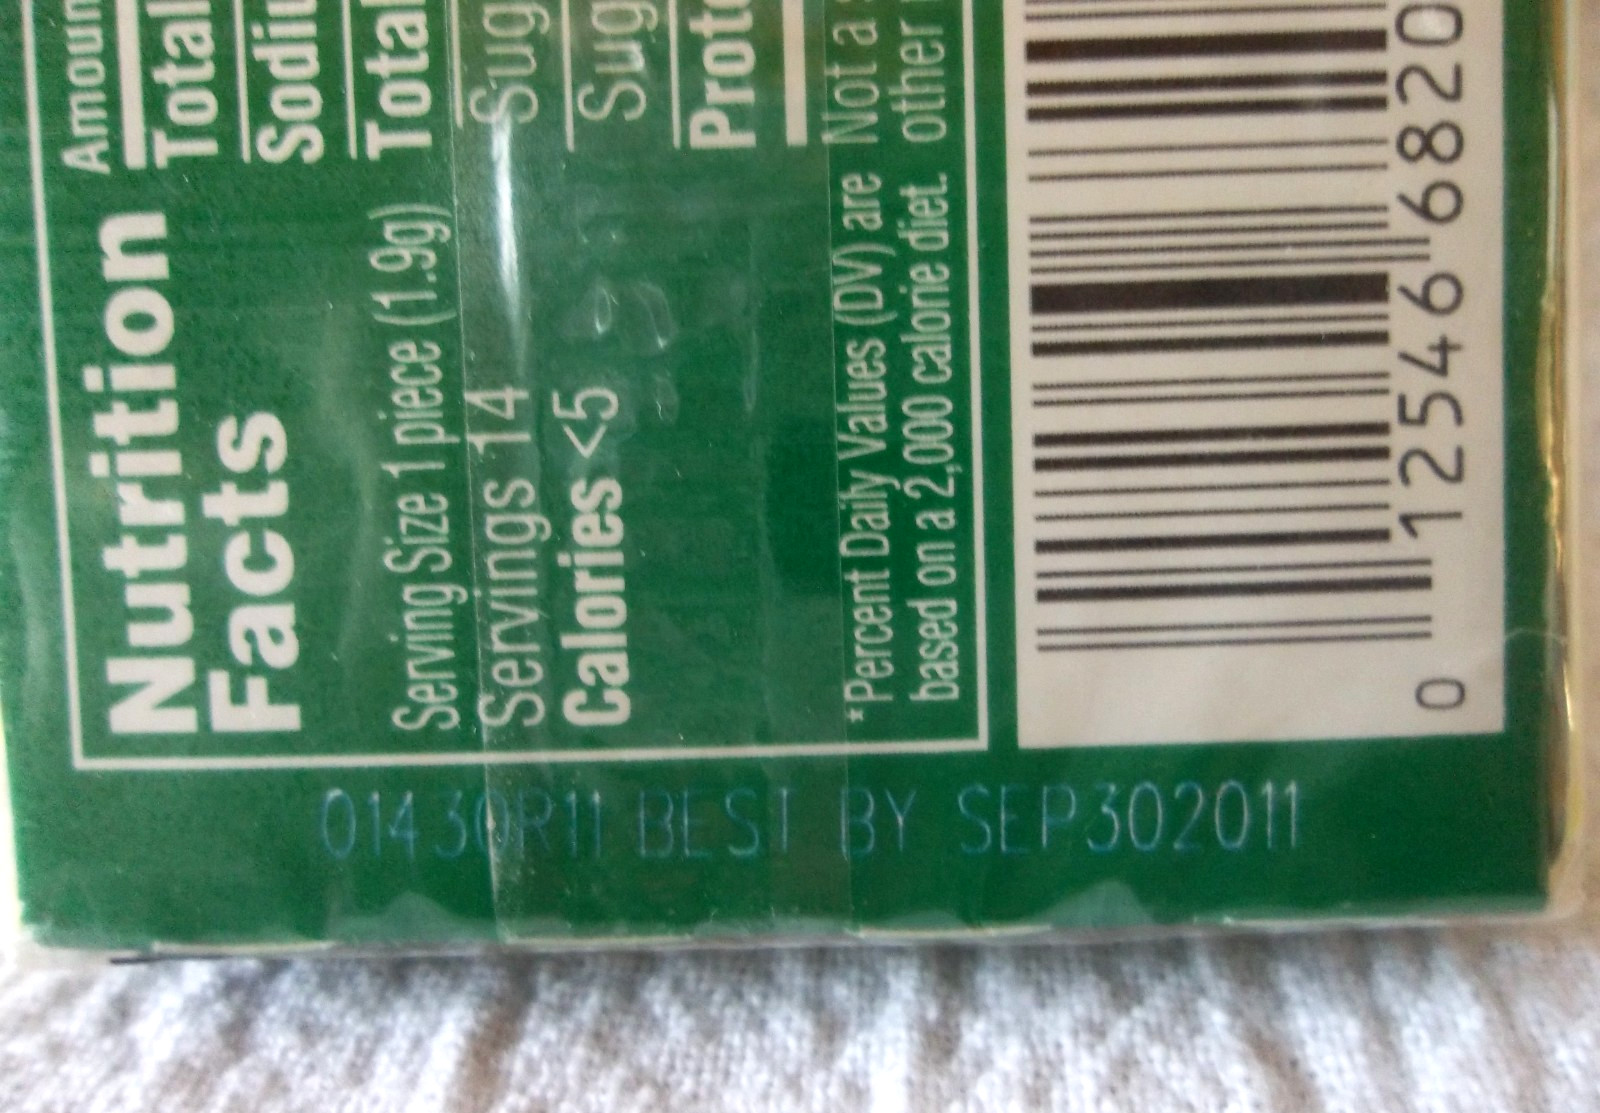 Nutrition
Facts
Serving Size 1 piece (1.9g)
Servings 14
Calories <5
*Percent Daily Values (DV) are
based on a 2,000 calorie diet.
Amoun
Total
Sodiu
Total
Sug
Sug
Prote
Not a s
other
0 12546 6820
01430R11 BEST BY SEP302011